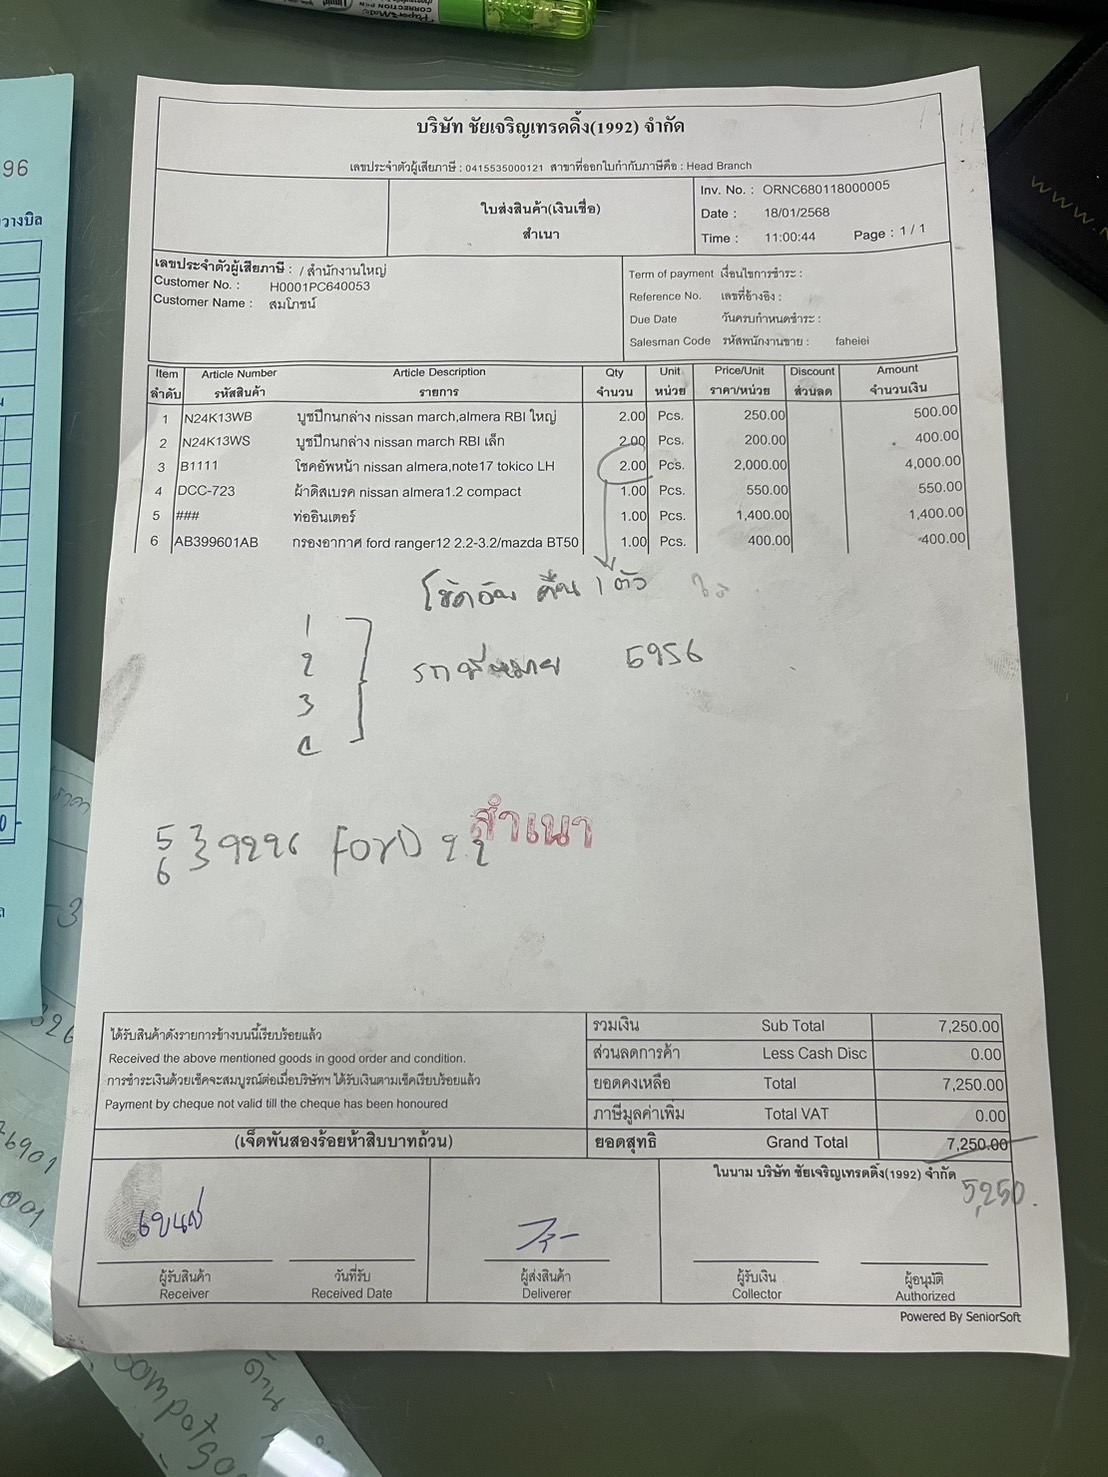 Paper Mate
CORRECTION PEN
บริษัท ชัยเจริญเทรดดิ้ง(1992) จำกัด
เลขประจำตัวผู้เสียภาษี : 0415535000121 สาขาที่ออกใบกำกับภาษีคือ : Head Branch
ใบส่งสินค้า(เงินเชื่อ)
สำเนา
Inv. No. : ORNC680118000005
Date : 18/01/2568
Time : 11:00:44 Page : 1 / 1
เลขประจำตัวผู้เสียภาษี : / สำนักงานใหญ่
Customer No. : H0001PC640053
Customer Name : สมโภชน์
Term of payment เงื่อนไขการชำระ :
Reference No. เลขที่อ้างอิง :
Due Date วันครบกำหนดชำระ :
Salesman Code รหัสพนักงานขาย : faheiei
Item Article Number Article Description Qty Unit Price/Unit Discount Amount
ลำดับ รหัสสินค้า รายการ จำนวน หน่วย ราคา/หน่วย ส่วนลด จำนวนเงิน
1 N24K13WB บูชปีกนกล่าง nissan march,almera RBI ใหญ่ 2.00 Pcs. 250.00 500.00
2 N24K13WS บูชปีกนกล่าง nissan march RBI เล็ก 2.00 Pcs. 200.00 400.00
3 B1111 โชคอัพหน้า nissan almera,note17 tokico LH 2.00 Pcs. 2,000.00 4,000.00
4 DCC-723 ผ้าดิสเบรค nissan almera1.2 compact 1.00 Pcs. 550.00 550.00
5 ### ท่ออินเตอร์ 1.00 Pcs. 1,400.00 1,400.00
6 AB399601AB กรองอากาศ ford ranger12 2.2-3.2/mazda BT50 1.00 Pcs. 400.00 400.00
โช้คอัพ คืน 1 ตัว
1
2
3
4
รถ 5956
5
6
9226 Ford 2.2
สำเนา
ได้รับสินค้าดังรายการข้างบนนี้เรียบร้อยแล้ว
Received the above mentioned goods in good order and condition.
การชำระเงินด้วยเช็คจะสมบูรณ์ต่อเมื่อบริษัทฯ ได้รับเงินตามเช็คเรียบร้อยแล้ว
Payment by cheque not valid till the cheque has been honoured
(เจ็ดพันสองร้อยห้าสิบบาทถ้วน)
รวมเงิน Sub Total 7,250.00
ส่วนลดการค้า Less Cash Disc 0.00
ยอดคงเหลือ Total 7,250.00
ภาษีมูลค่าเพิ่ม Total VAT 0.00
ยอดสุทธิ Grand Total 7,250.00
ในนาม บริษัท ชัยเจริญเทรดดิ้ง(1992) จำกัด
5,250.
ผู้รับสินค้า วันที่รับ ผู้ส่งสินค้า ผู้รับเงิน ผู้อนุมัติ
Receiver Received Date Deliverer Collector Authorized
Powered By SeniorSoft
96
วางบิล
326
6901
001